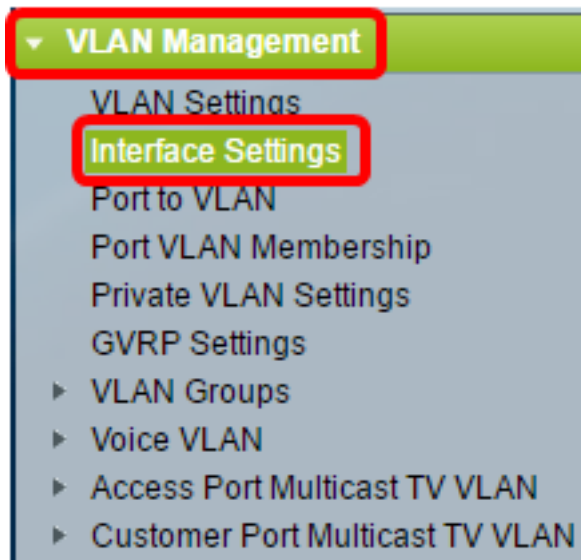 VLAN Management
VLAN Settings
Interface Settings
Port to VLAN
Port VLAN Membership
Private VLAN Settings
GVRP Settings
VLAN Groups
Voice VLAN
Access Port Multicast TV VLAN
Customer Port Multicast TV VLAN